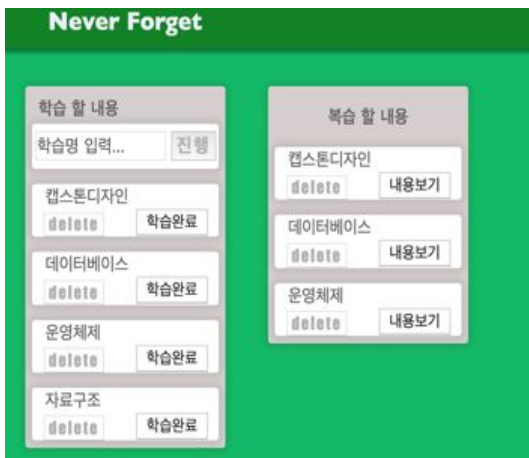 Never Forget
학습 할 내용
학습명 입력... 진행
캡스톤디자인
delete 학습완료
데이터베이스
delete 학습완료
운영체제
delete 학습완료
자료구조
delete 학습완료
복습 할 내용
캡스톤디자인
delete 내용보기
데이터베이스
delete 내용보기
운영체제
delete 내용보기